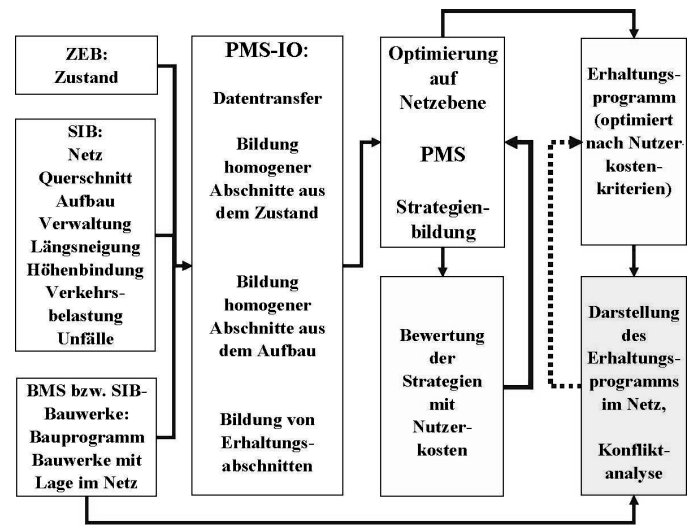 ZEB:
Zustand
SIB:
Netz
Querschnitt
Aufbau
Verwaltung
Längsneigung
Höhenbindung
Verkehrs-
belastung
Unfälle
BMS bzw. SIB-
Bauwerke:
Bauprogramm
Bauwerke mit
Lage im Netz
PMS-IO:
Datentransfer
Bildung
homogener
Abschnitte aus
dem Zustand
Bildung
homogener
Abschnitte aus
dem Aufbau
Bildung von
Erhaltungs-
abschnitten
Optimierung
auf
Netzebene
PMS
Strategien-
bildung
Bewertung
der
Strategien
mit
Nutzer-
kosten
Erhaltungs-
programm
(optimiert
nach Nutzer-
kosten-
kriterien)
Darstellung
des
Erhaltungs-
programms
im Netz,
Konflikt-
analyse